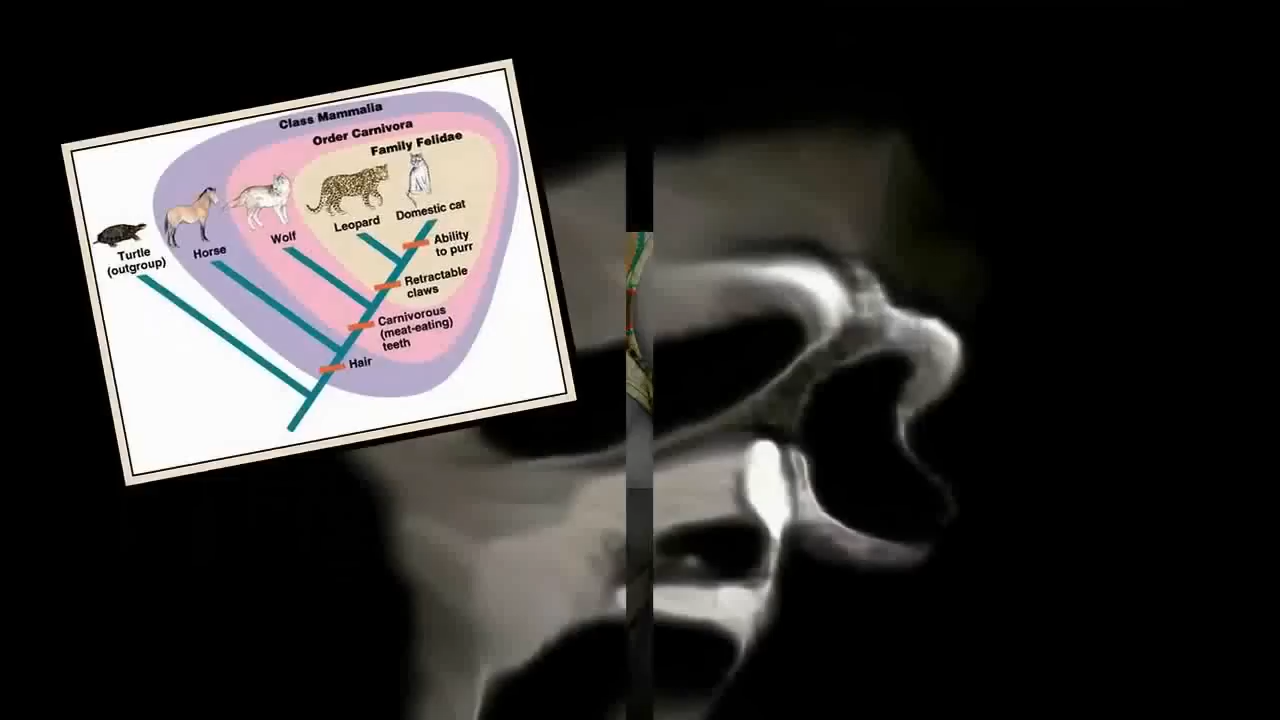 Class Mammalia
Order Carnivora
Family Felidae
Turtle
(outgroup)
Horse
Wolf
Leopard
Domestic cat
Ability
to purr
Retractable
claws
Carnivorous
(meat-eating)
teeth
Hair